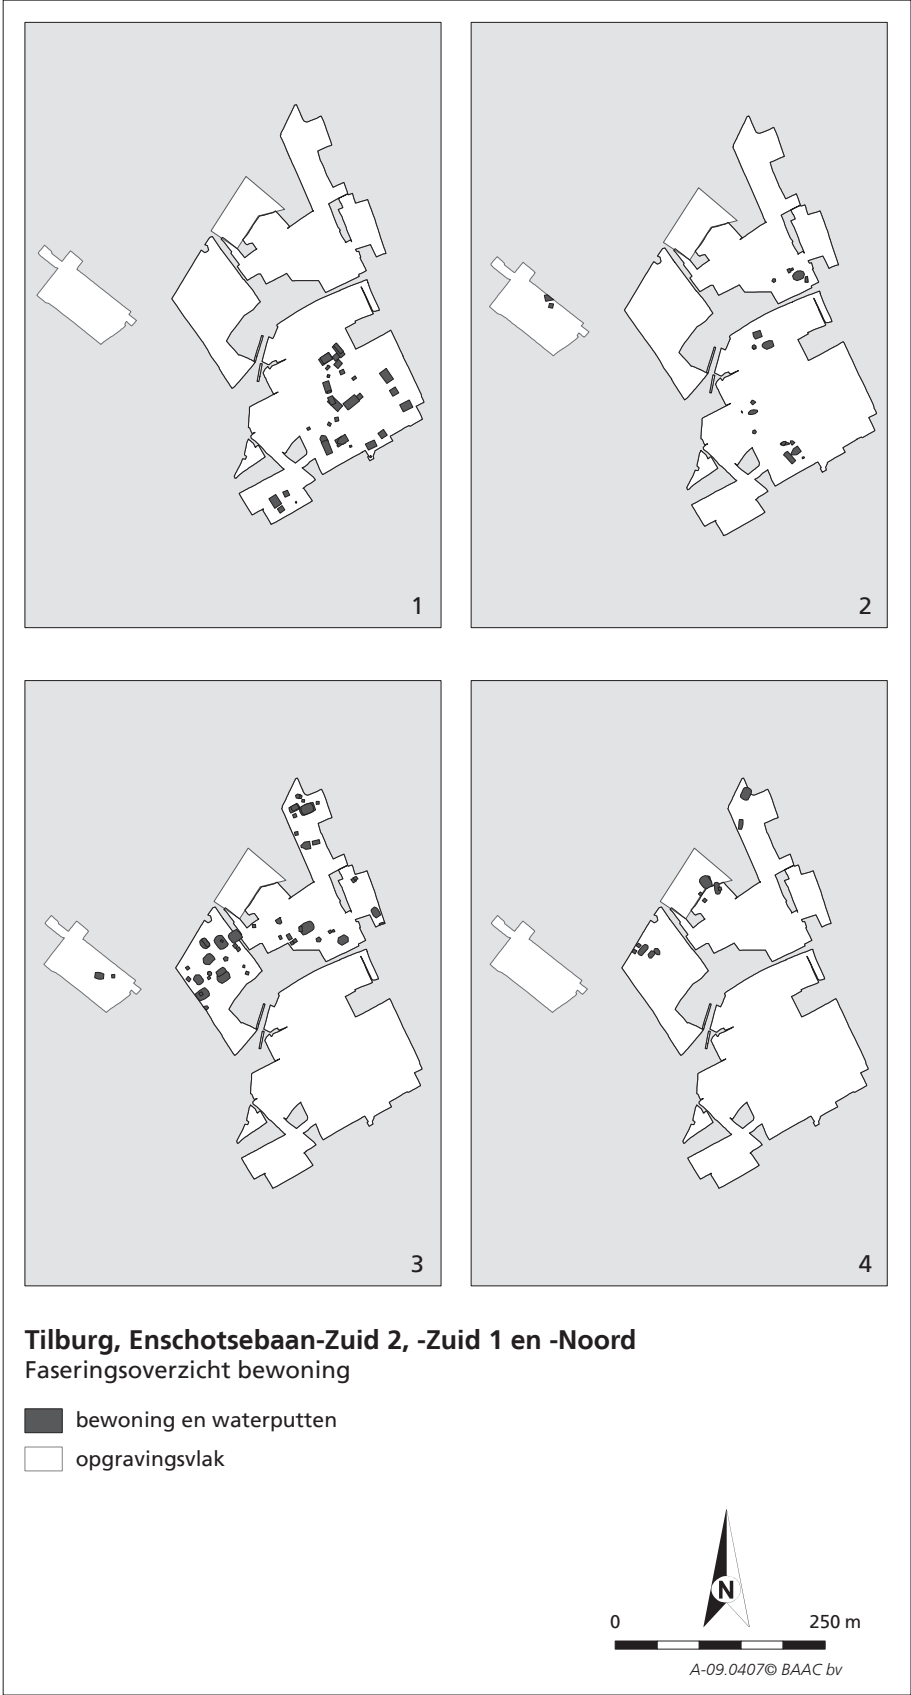 1
2
3
4
Tilburg, Enschotsebaan-Zuid 2, -Zuid 1 en -Noord
Faseringsoverzicht bewoning
bewoning en waterputten
opgravingsvlak
N
0 250 m
A-09.0407© BAAC bv